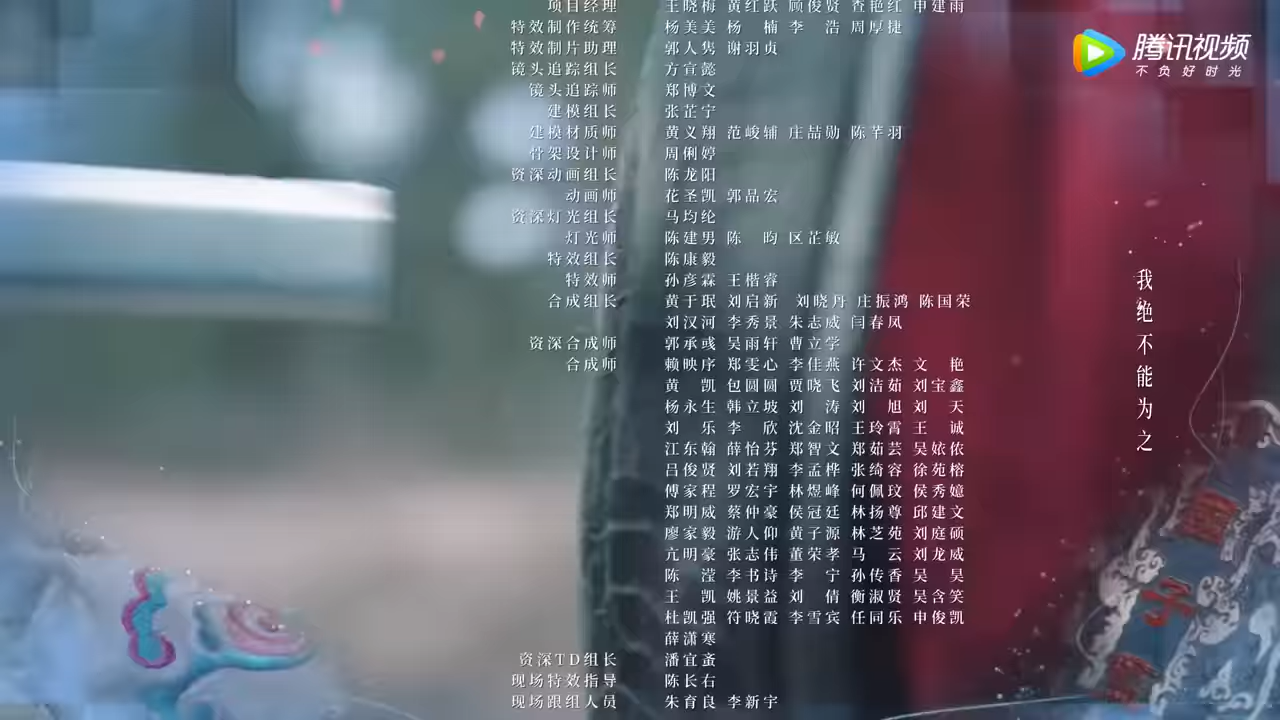 项目经理 王晓梅 黄红跃 顾俊贤 查艳红 申建雨
特效制作统筹 杨美美 杨 楠 李 浩 周厚捷
特效制片助理 郭人隽 谢羽贞
镜头追踪组长 方宣懿
镜头追踪师 郑博文
建模组长 张芷宁
建模材质师 黄义翔 范峻辅 庄喆勋 陈芊羽
骨架设计师 周俐婷
资深动画组长 陈龙阳
动画师 花圣凯 郭品宏
资深灯光组长 马均纶
灯光师 陈建男 陈 昀 区芷敏
特效组长 陈康毅
特效师 孙彦霖 王楷睿
合成组长 黄于珉 刘启新 刘晓丹 庄振鸿 陈国荣
刘汉河 李秀景 朱志威 闫春凤
资深合成师 郭承彧 吴雨轩 曹立学
合成师 赖映序 郑雯心 李佳燕 许文杰 文 艳
黄 凯 包圆圆 贾晓飞 刘洁茹 刘宝鑫
杨永生 韩立坡 刘 涛 刘 旭 刘 天
刘 乐 李 欣 沈金昭 王玲霄 王 诚
江东翰 薛怡芬 郑智文 郑茹芸 吴婍侬
吕俊贤 刘若翔 李孟桦 张绮容 徐苑榕
傅家程 罗宏宇 林煜峰 何佩玟 侯秀嬑
郑明威 蔡仲豪 侯冠廷 林扬尊 邱建文
廖家毅 游人仰 黄子源 林芝苑 刘庭硕
亢明豪 张志伟 董荣孝 马 云 刘龙威
陈 滢 李书诗 李 宁 孙传香 吴 昊
王 凯 姚景益 刘 倩 衡淑贤 吴含笑
杜凯强 符晓霞 李雪宾 任同乐 申俊凯
薛潇寒
资深TD组长 潘宜斎
现场特效指导 陈长右
现场跟组人员 朱育良 李新宇
腾讯视频
不负好时光
我绝不能为之